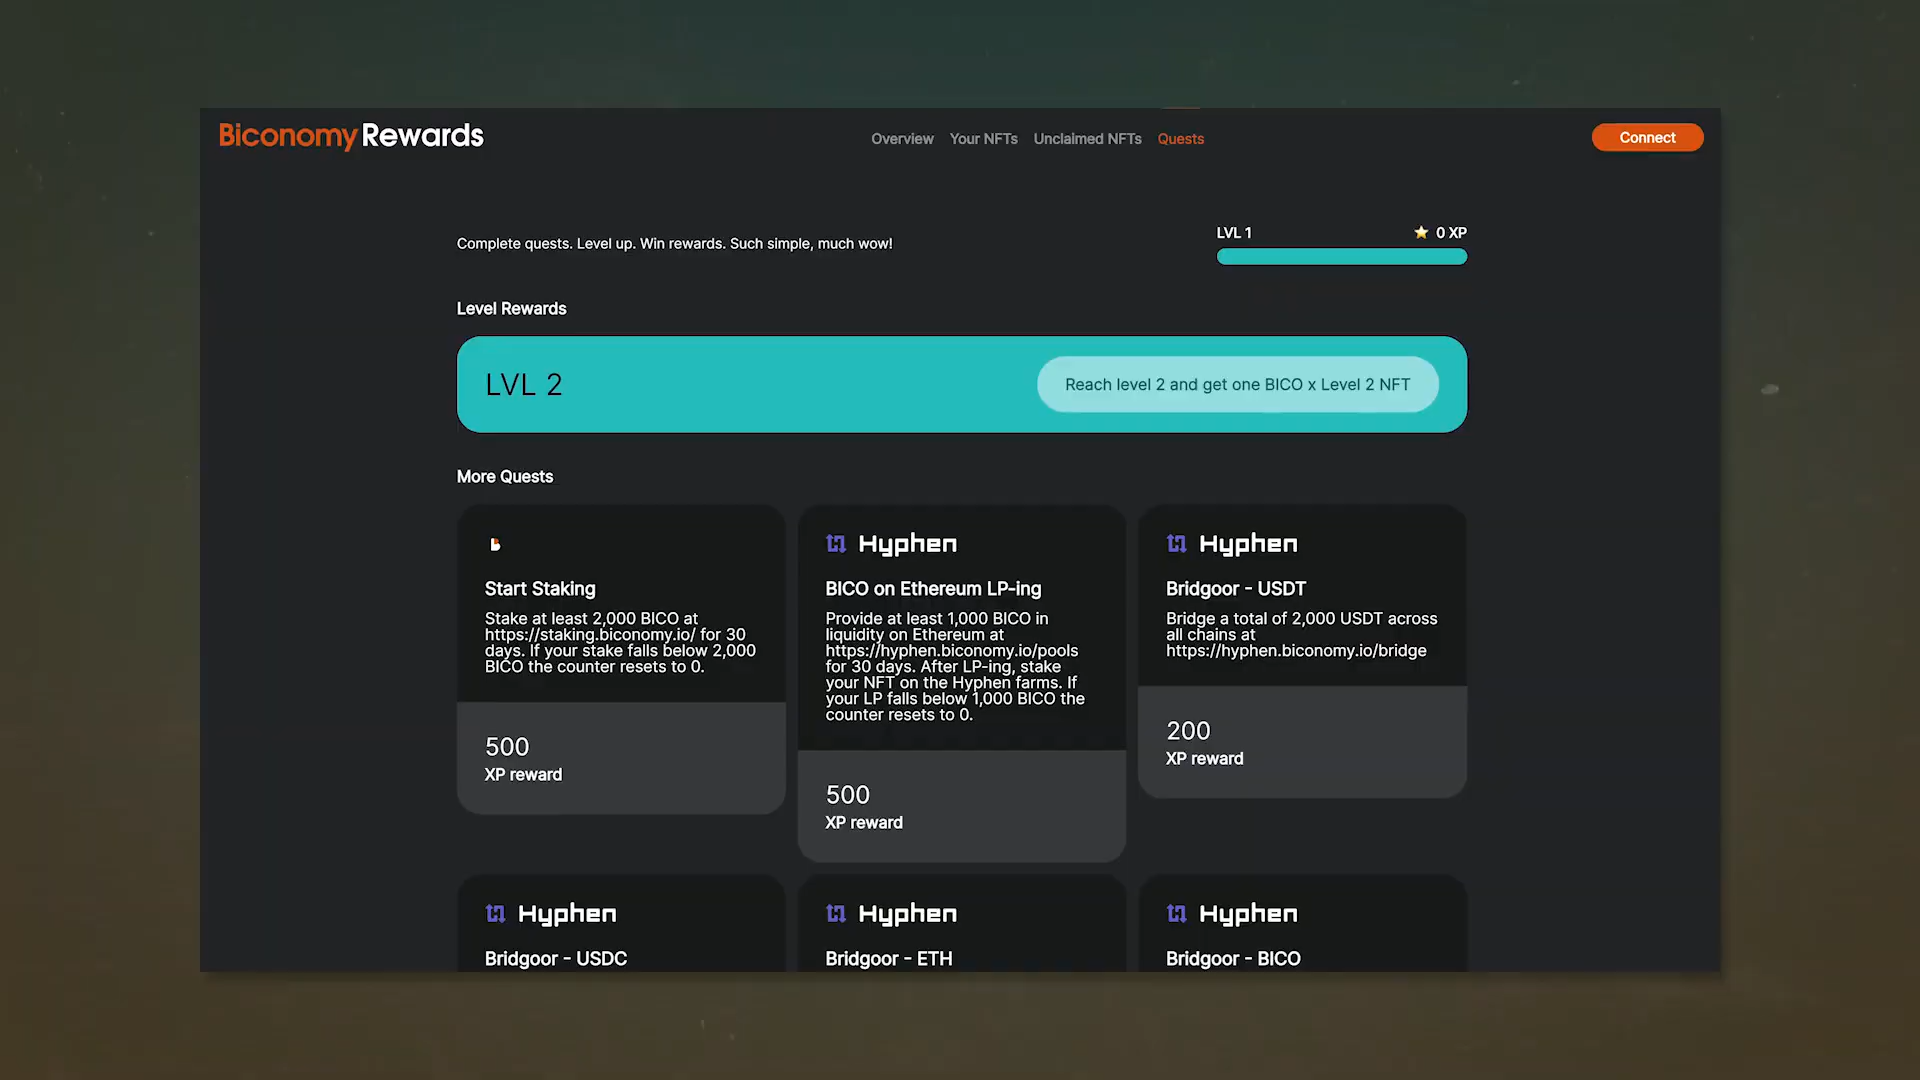 Biconomy Rewards
Overview
Your NFTs
Unclaimed NFTs
Quests
Connect
Complete quests. Level up. Win rewards. Such simple, much wow!
LVL 1
0 XP
Level Rewards
LVL 2
Reach level 2 and get one BICO x Level 2 NFT
More Quests
Start Staking
Stake at least 2,000 BICO at
https://staking.biconomy.io/ for 30
days. If your stake falls below 2,000
BICO the counter resets to 0.
500
XP reward
Hyphen
BICO on Ethereum LP-ing
Provide at least 1,000 BICO in
liquidity on Ethereum at
https://hyphen.biconomy.io/pools
for 30 days. After LP-ing, stake
your NFT on the Hyphen farms. If
your LP falls below 1,000 BICO the
counter resets to 0.
500
XP reward
Hyphen
Bridgoor - USDT
Bridge a total of 2,000 USDT across
all chains at
https://hyphen.biconomy.io/bridge
200
XP reward
Hyphen
Bridgoor - USDC
Hyphen
Bridgoor - ETH
Hyphen
Bridgoor - BICO